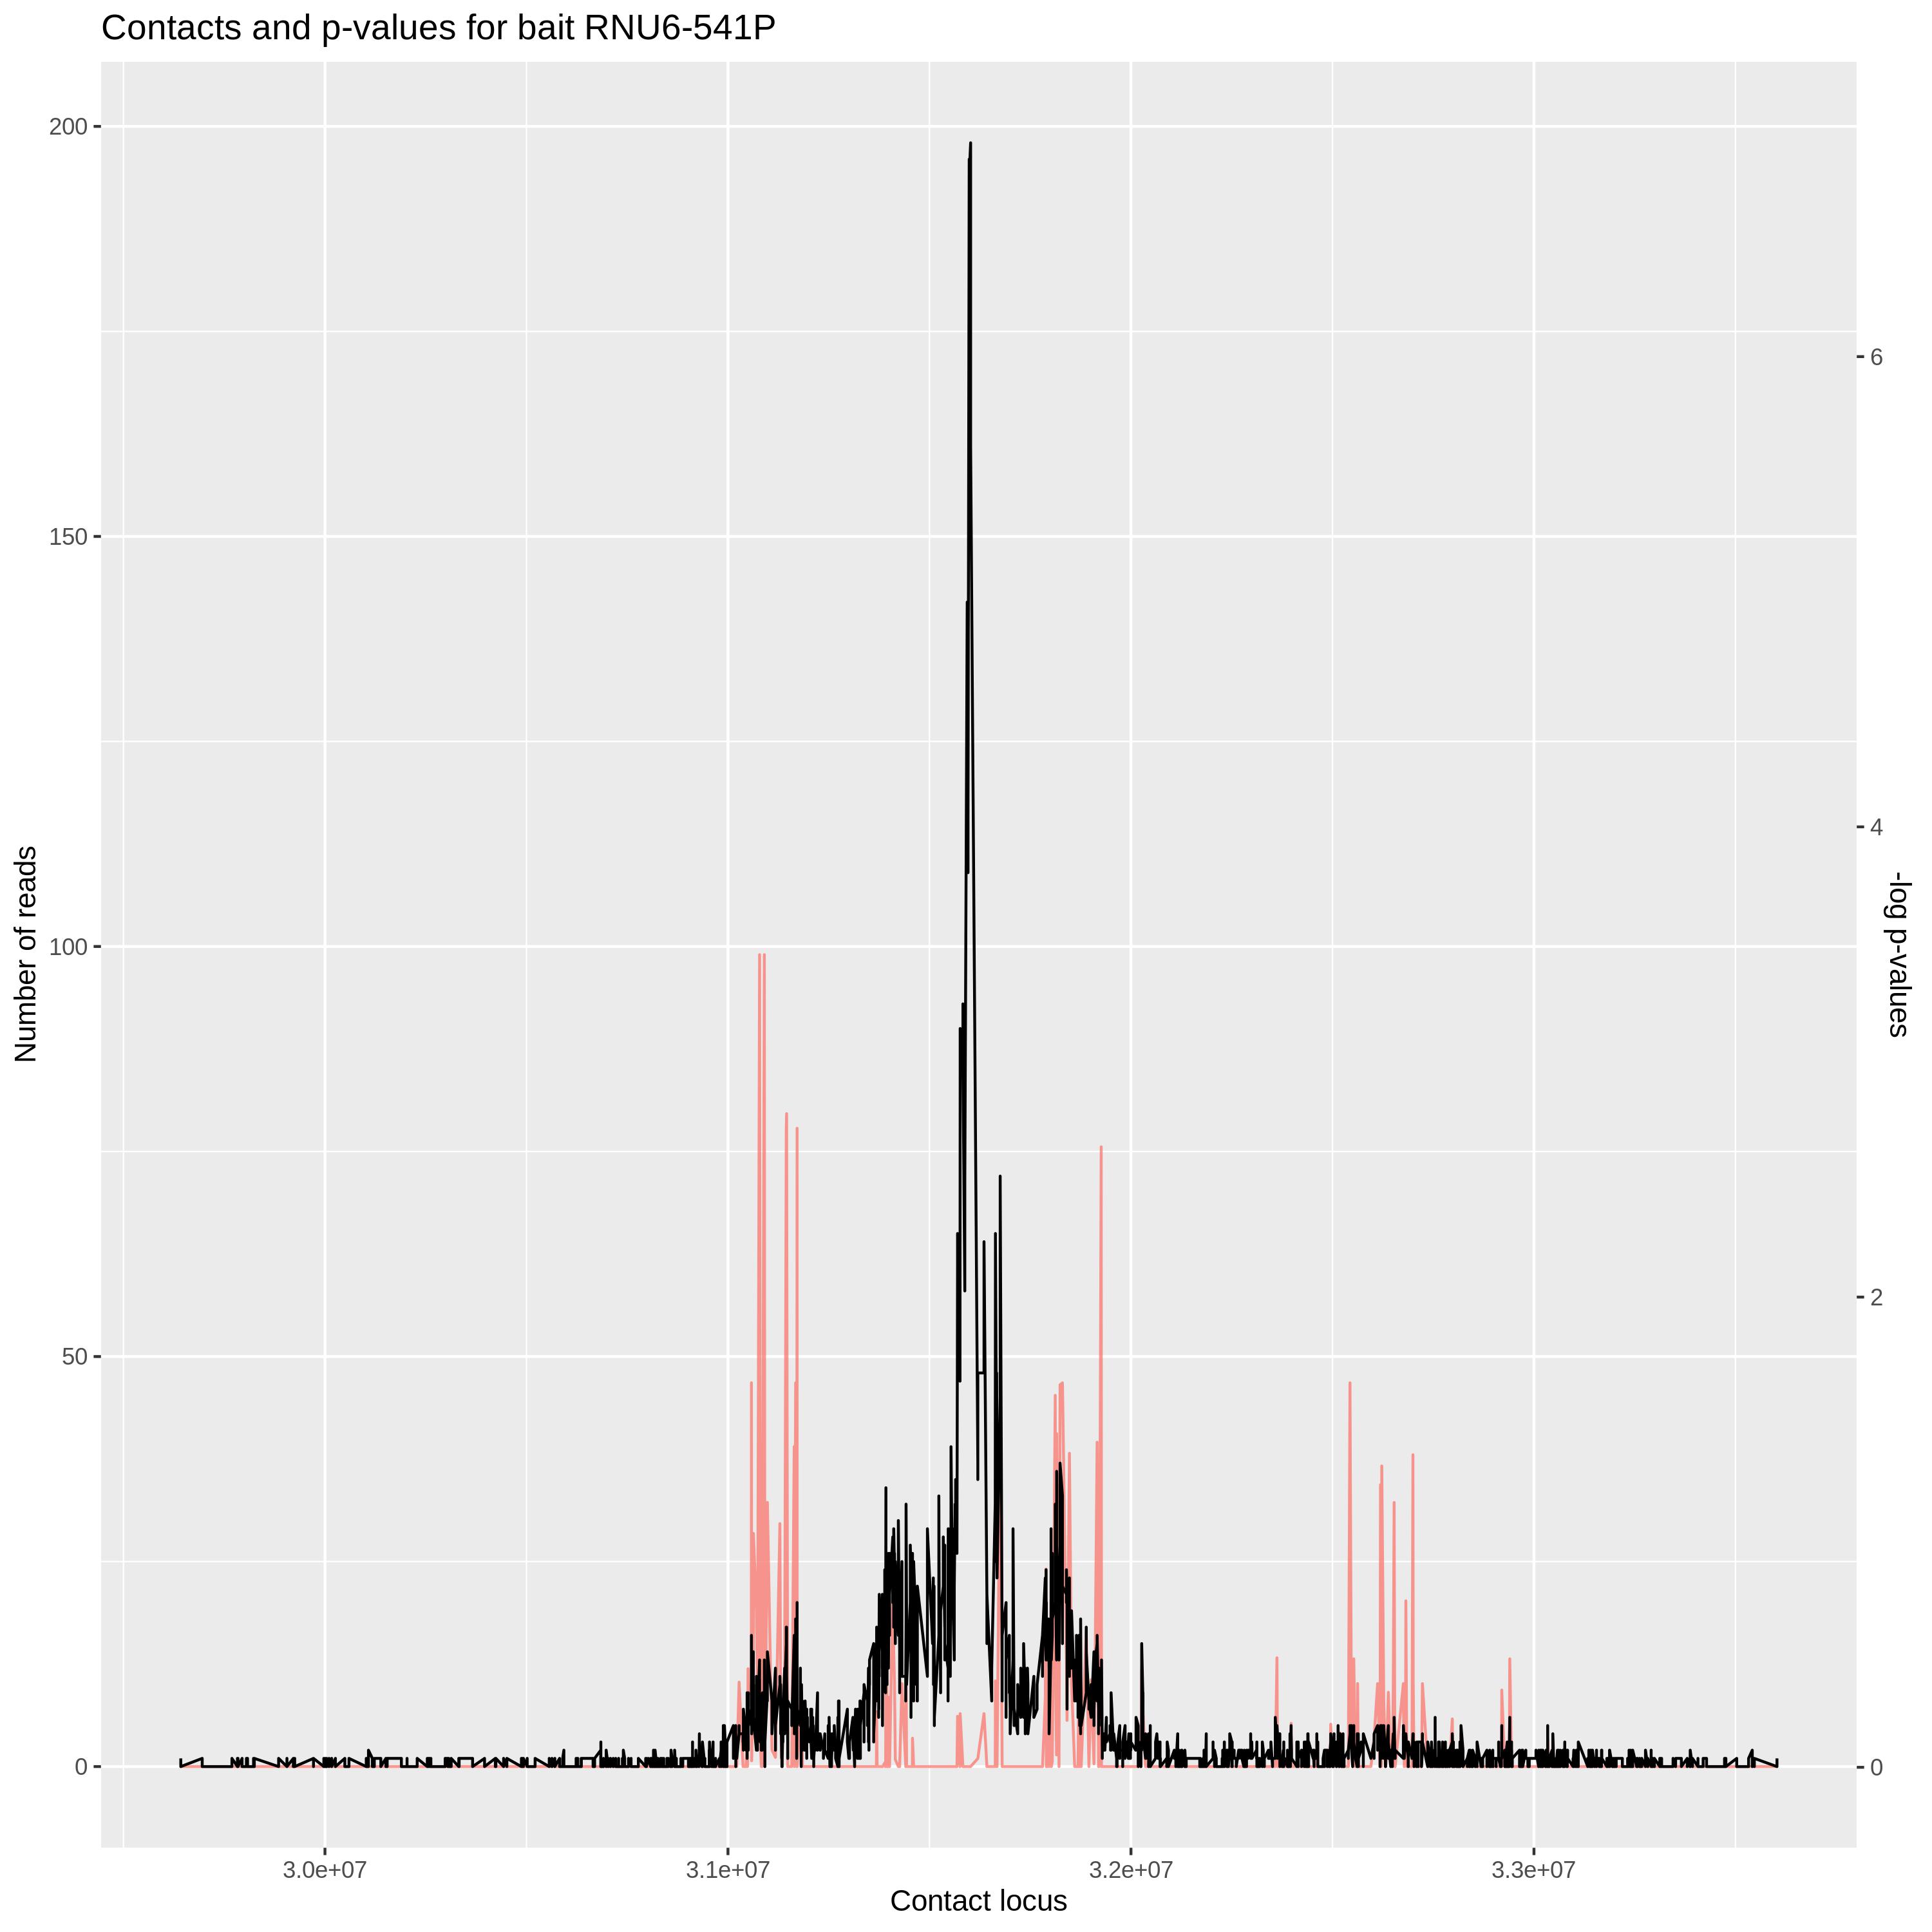 Contacts and p-values for bait RNU6-541P
200
150
100
50
0
Number of reads
6
4
2
0
-log p-values
3.0e+07
3.1e+07
3.2e+07
3.3e+07
Contact locus